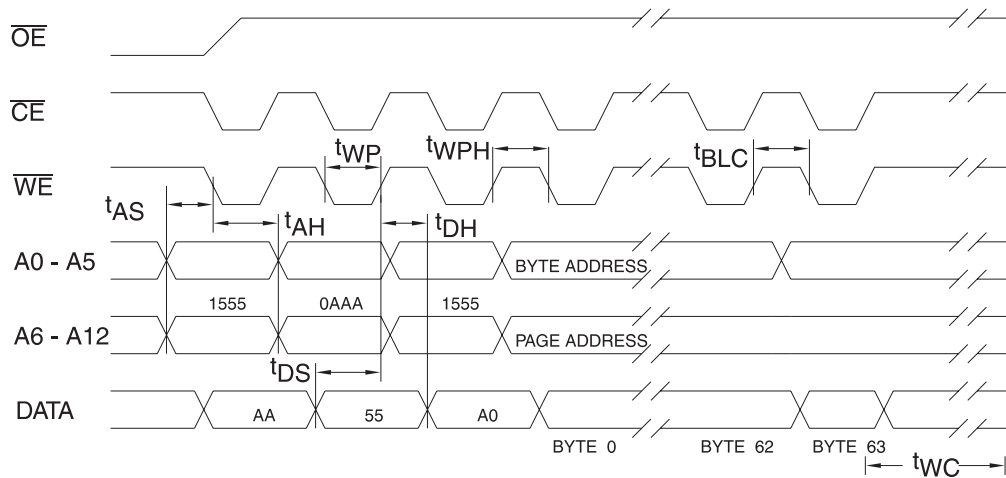 OE
CE
tWP tWPH tBLC
WE
tAS tAH tDH
A0 - A5 BYTE ADDRESS
1555 0AAA 1555
A6 - A12 PAGE ADDRESS
tDS
DATA AA 55 A0
BYTE 0 BYTE 62 BYTE 63
tWC